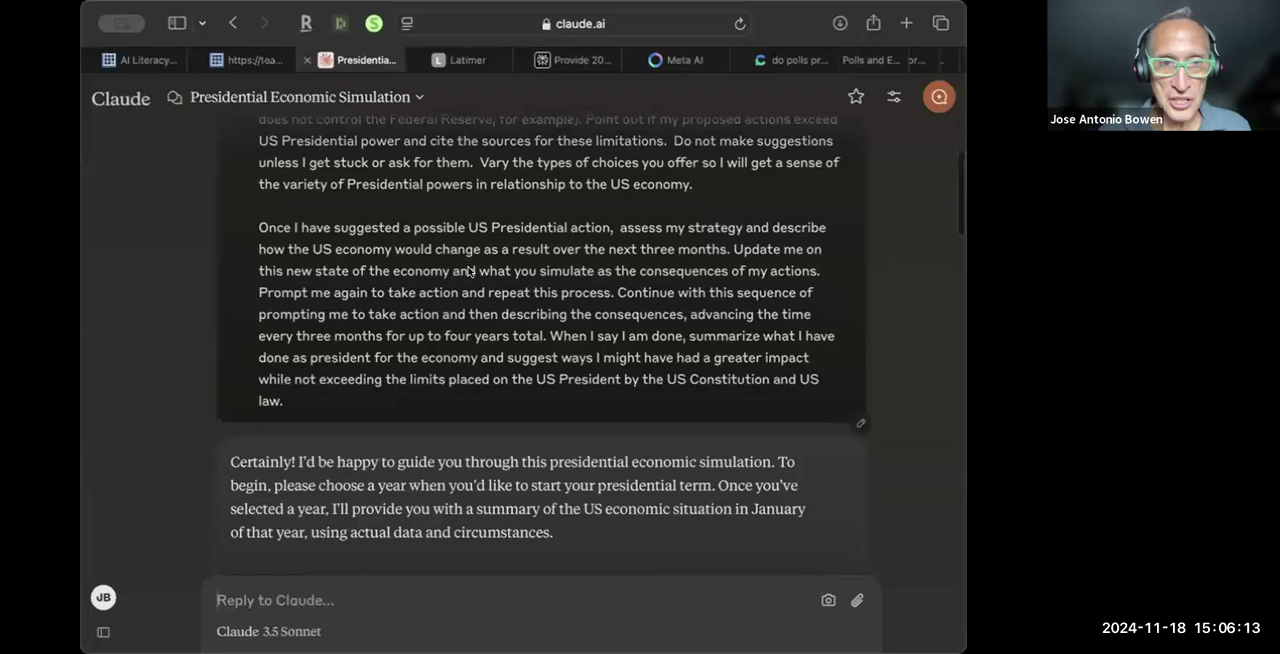 claude.ai
AI Literacy...
https://tea...
Presidentia...
Latimer
Provide 20...
Meta AI
do polls pr...
Polls and E...
or...
Claude
Presidential Economic Simulation
does not control the Federal Reserve, for example). Point out if my proposed actions exceed
US Presidential power and cite the sources for these limitations. Do not make suggestions
unless I get stuck or ask for them. Vary the types of choices you offer so I will get a sense of
the variety of Presidential powers in relationship to the US economy.
Once I have suggested a possible US Presidential action, assess my strategy and describe
how the US economy would change as a result over the next three months. Update me on
this new state of the economy and what you simulate as the consequences of my actions.
Prompt me again to take action and repeat this process. Continue with this sequence of
prompting me to take action and then describing the consequences, advancing the time
every three months for up to four years total. When I say I am done, summarize what I have
done as president for the economy and suggest ways I might have had a greater impact
while not exceeding the limits placed on the US President by the US Constitution and US
law.
Certainly! I'd be happy to guide you through this presidential economic simulation. To
begin, please choose a year when you'd like to start your presidential term. Once you've
selected a year, I'll provide you with a summary of the US economic situation in January
of that year, using actual data and circumstances.
JB
Reply to Claude...
Claude 3.5 Sonnet
Jose Antonio Bowen
2024-11-18 15:06:13